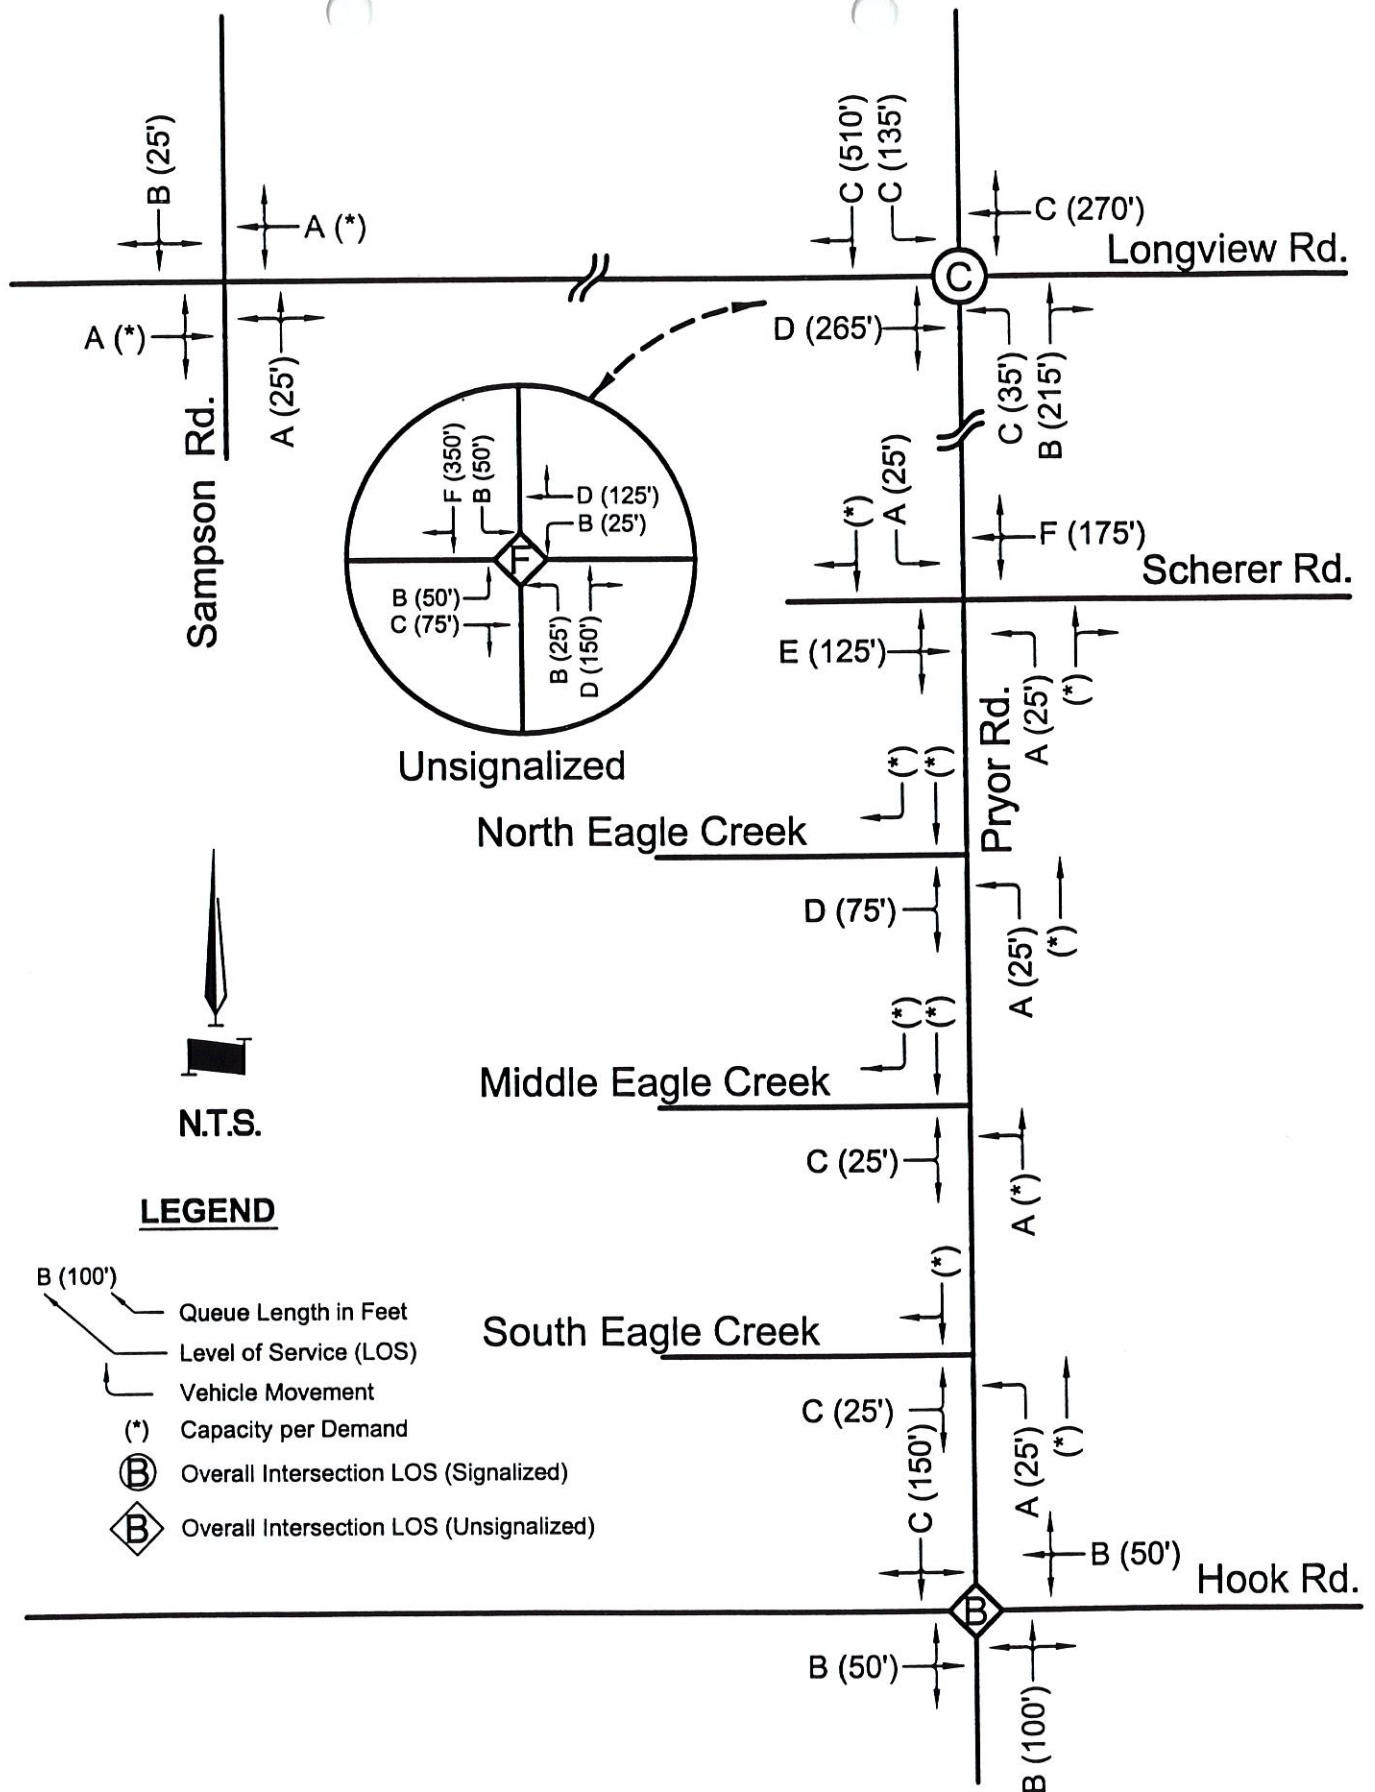 B (25')
A (*)
A (*)
A (25')
Sampson Rd.
C (510')
C (135')
C (270')
Longview Rd.
C
D (265')
C (35')
B (215')
F (350')
B (50')
D (125')
B (25')
F
B (50')
C (75')
B (25')
D (150')
Unsignalized
(*)
A (25')
F (175')
Scherer Rd.
E (125')
A (25')
(*)
Pryor Rd.
(*)
(*)
North Eagle Creek
D (75')
A (25')
(*)
(*)
(*)
Middle Eagle Creek
C (25')
A (*)
(*)
South Eagle Creek
C (25')
A (25')
(*)
C (150')
B (50')
Hook Rd.
B
B (50')
B (100')
N.T.S.
LEGEND
B (100')
Queue Length in Feet
Level of Service (LOS)
Vehicle Movement
(*) Capacity per Demand
B Overall Intersection LOS (Signalized)
B Overall Intersection LOS (Unsignalized)